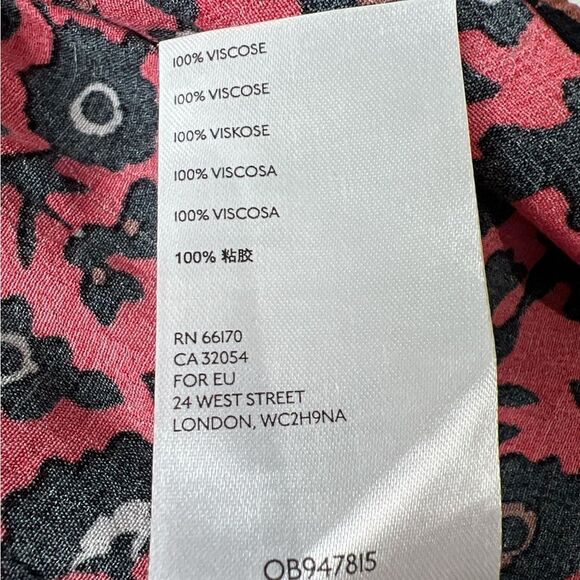 100% VISCOSE
100% VISCOSE
100% VISKOSE
100% VISCOSA
100% VISCOSA
100% 粘胶
RN 66170
CA 32054
FOR EU
24 WEST STREET
LONDON, WC2H9NA
OB947815